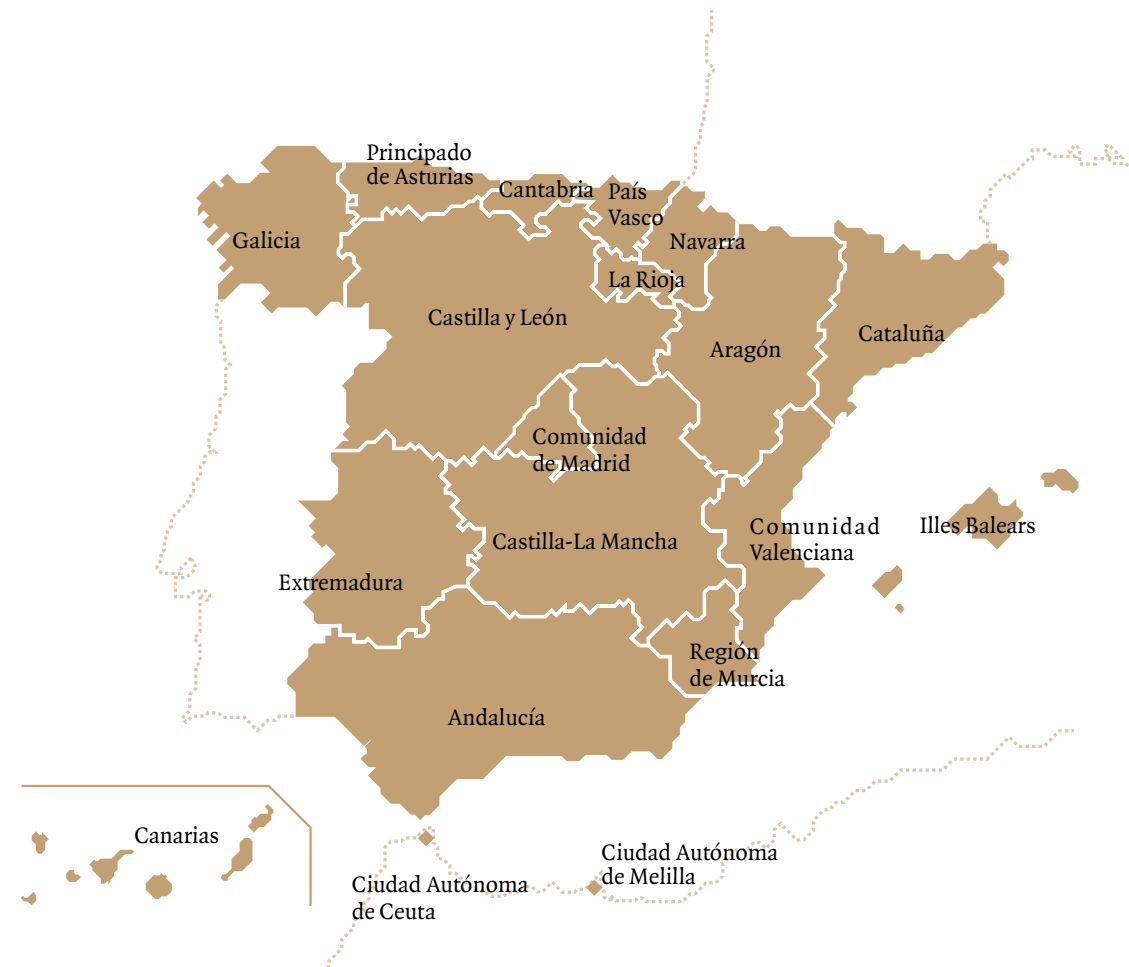 Principado
de Asturias
Cantabria
País
Vasco
Galicia
Navarra
La Rioja
Castilla y León
Cataluña
Aragón
Comunidad
de Madrid
Illes Balears
Comunidad
Valenciana
Castilla-La Mancha
Extremadura
Región
de Murcia
Andalucía
Canarias
Ciudad Autónoma
de Melilla
Ciudad Autónoma
de Ceuta